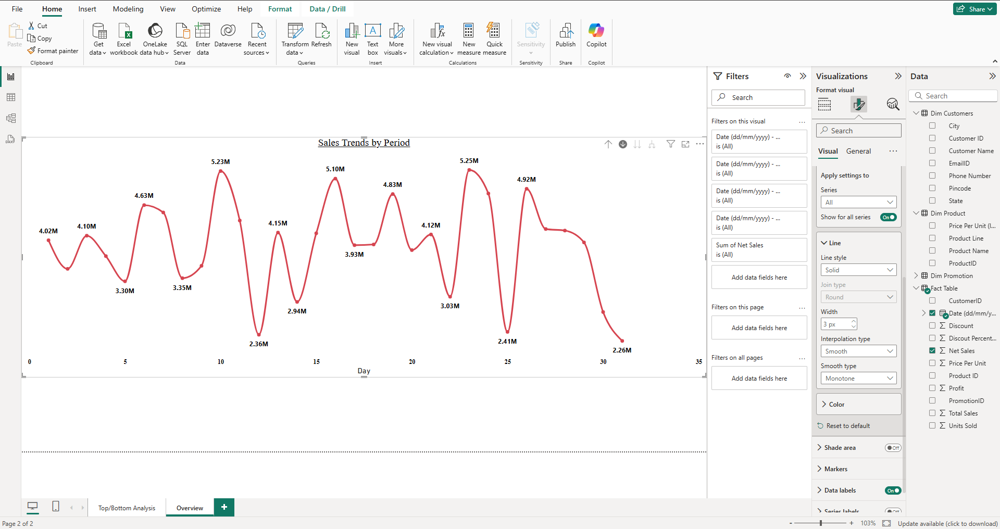 File Home Insert Modeling View Optimize Help Format Data / Drill Share
Paste
Cut
Copy
Format painter
Clipboard
Get data
Excel workbook
OneLake data hub
SQL Server
Enter data
Dataverse
Recent sources
Data
Transform data
Refresh
Queries
New visual
Text box
More visuals
Insert
New visual calculation
New measure
Quick measure
Calculations
Sensitivity
Sensitivity
Publish
Share
Copilot
Copilot
DAX
Sales Trends by Period
4.02M
4.10M
3.30M
4.63M
3.35M
5.23M
2.36M
4.15M
2.94M
5.10M
3.93M
4.83M
4.12M
3.03M
5.25M
2.41M
4.92M
2.26M
0 5 10 15 20 25 30 35
Day
Filters
Search
Filters on this visual ...
Date (dd/mm/yyyy) - ...
is (All)
Date (dd/mm/yyyy) - ...
is (All)
Date (dd/mm/yyyy) - ...
is (All)
Date (dd/mm/yyyy) - ...
is (All)
Sum of Net Sales
is (All)
Add data fields here
Filters on this page ...
Add data fields here
Filters on all pages ...
Add data fields here
Visualizations
Format visual
Search
Visual General ...
Apply settings to
Series
All
Show for all series On
Line
Line style
Solid
Join type
Round
Width
3 px
Interpolation type
Smooth
Smooth type
Monotone
Color
Reset to default
Shade area Off
Markers
Data labels On
Series labels Off
Data
Search
Dim Customers
City
Customer ID
Customer Name
EmailID
Phone Number
Pincode
State
Dim Product
Price Per Unit (I...
Product Line
Product Name
ProductID
Dim Promotion
Fact Table
CustomerID
Date (dd/mm/y...
Discount
Discout Percent...
Net Sales
Price Per Unit
Product ID
Profit
PromotionID
Total Sales
Units Sold
Top/Bottom Analysis Overview +
Page 2 of 2
- + 103% Update available (click to download)